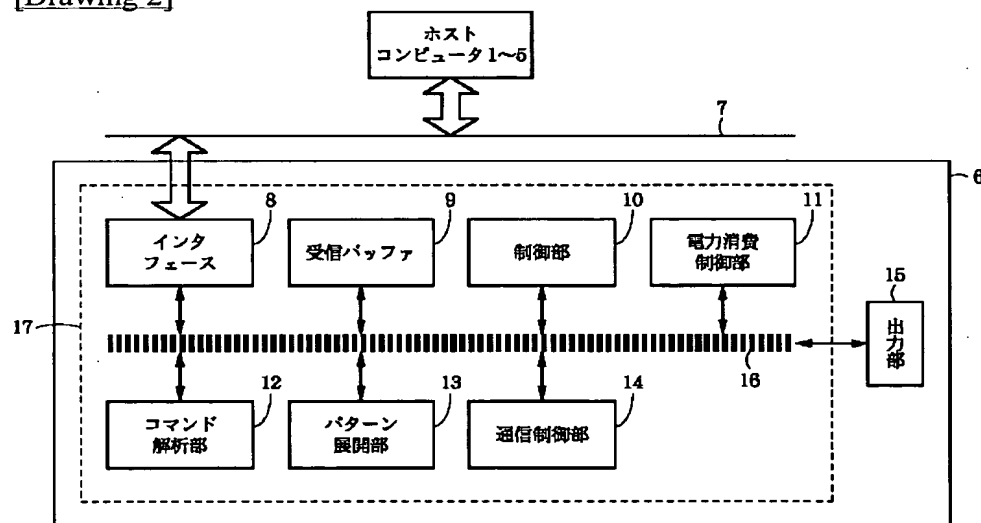 [Drawing 2]
ホスト
コンピュータ1〜5
7
6
8
9
10
11
インタ
フェース
受信バッファ
制御部
電力消費
制御部
15
出力部
17
16
12
13
14
コマンド
解析部
パターン
展開部
通信制御部